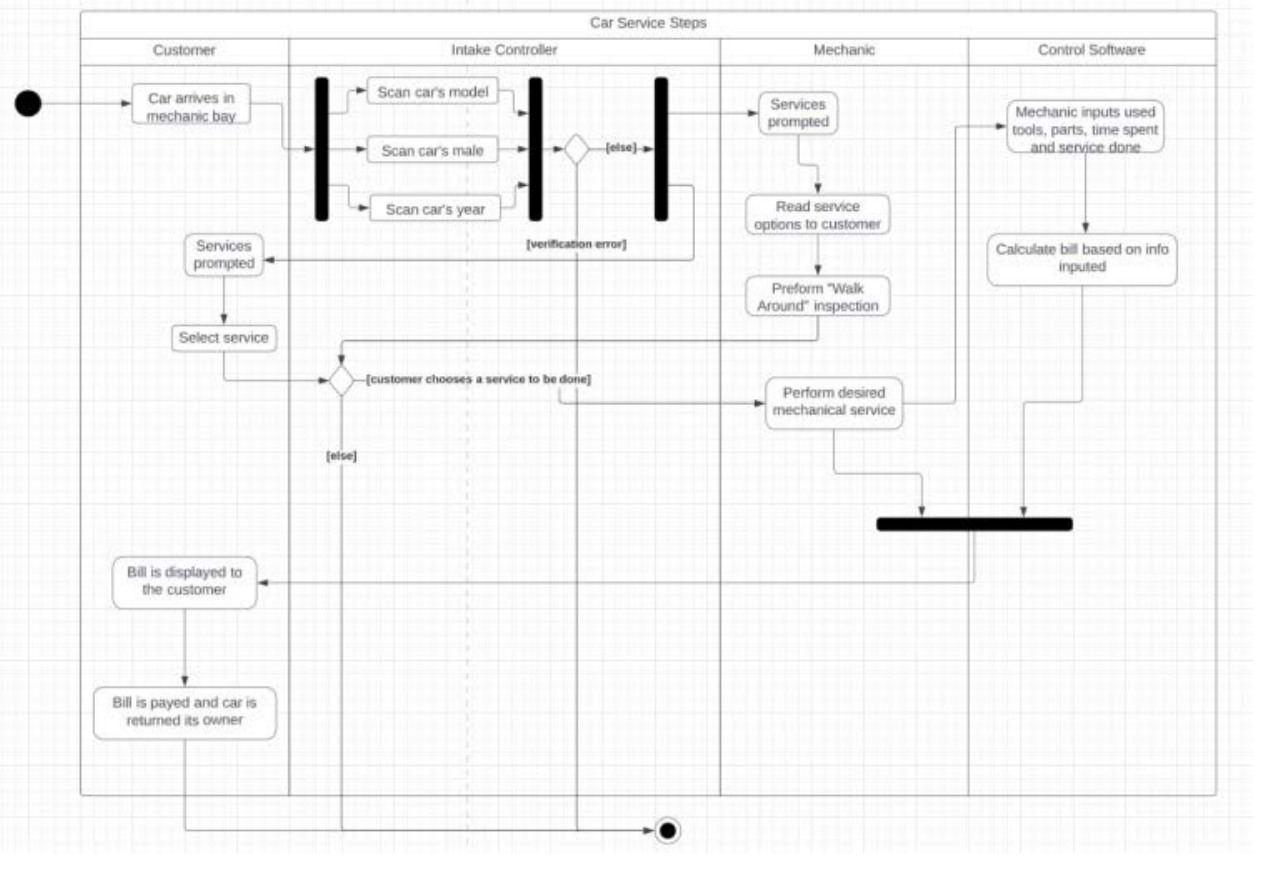 Car Service Steps
Customer
Intake Controller
Mechanic
Control Software
Car arrives in
mechanic bay
Scan car's model
Scan car's male
Scan car's year
[else]
[verification error]
Services
prompted
Read service
options to customer
Preform "Walk
Around" inspection
Mechanic inputs used
tools, parts, time spent
and service done
Calculate bill based on info
inputed
Services
prompted
Select service
[customer chooses a service to be done]
[else]
Perform desired
mechanical service
Bill is displayed to
the customer
Bill is payed and car is
returned its owner